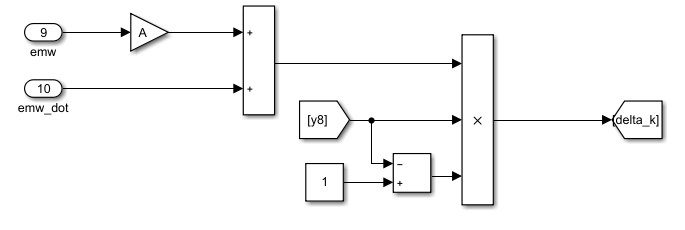 9
emw
A
+
+
10
emw_dot
[y8]
×
[delta_k]
1
−
+